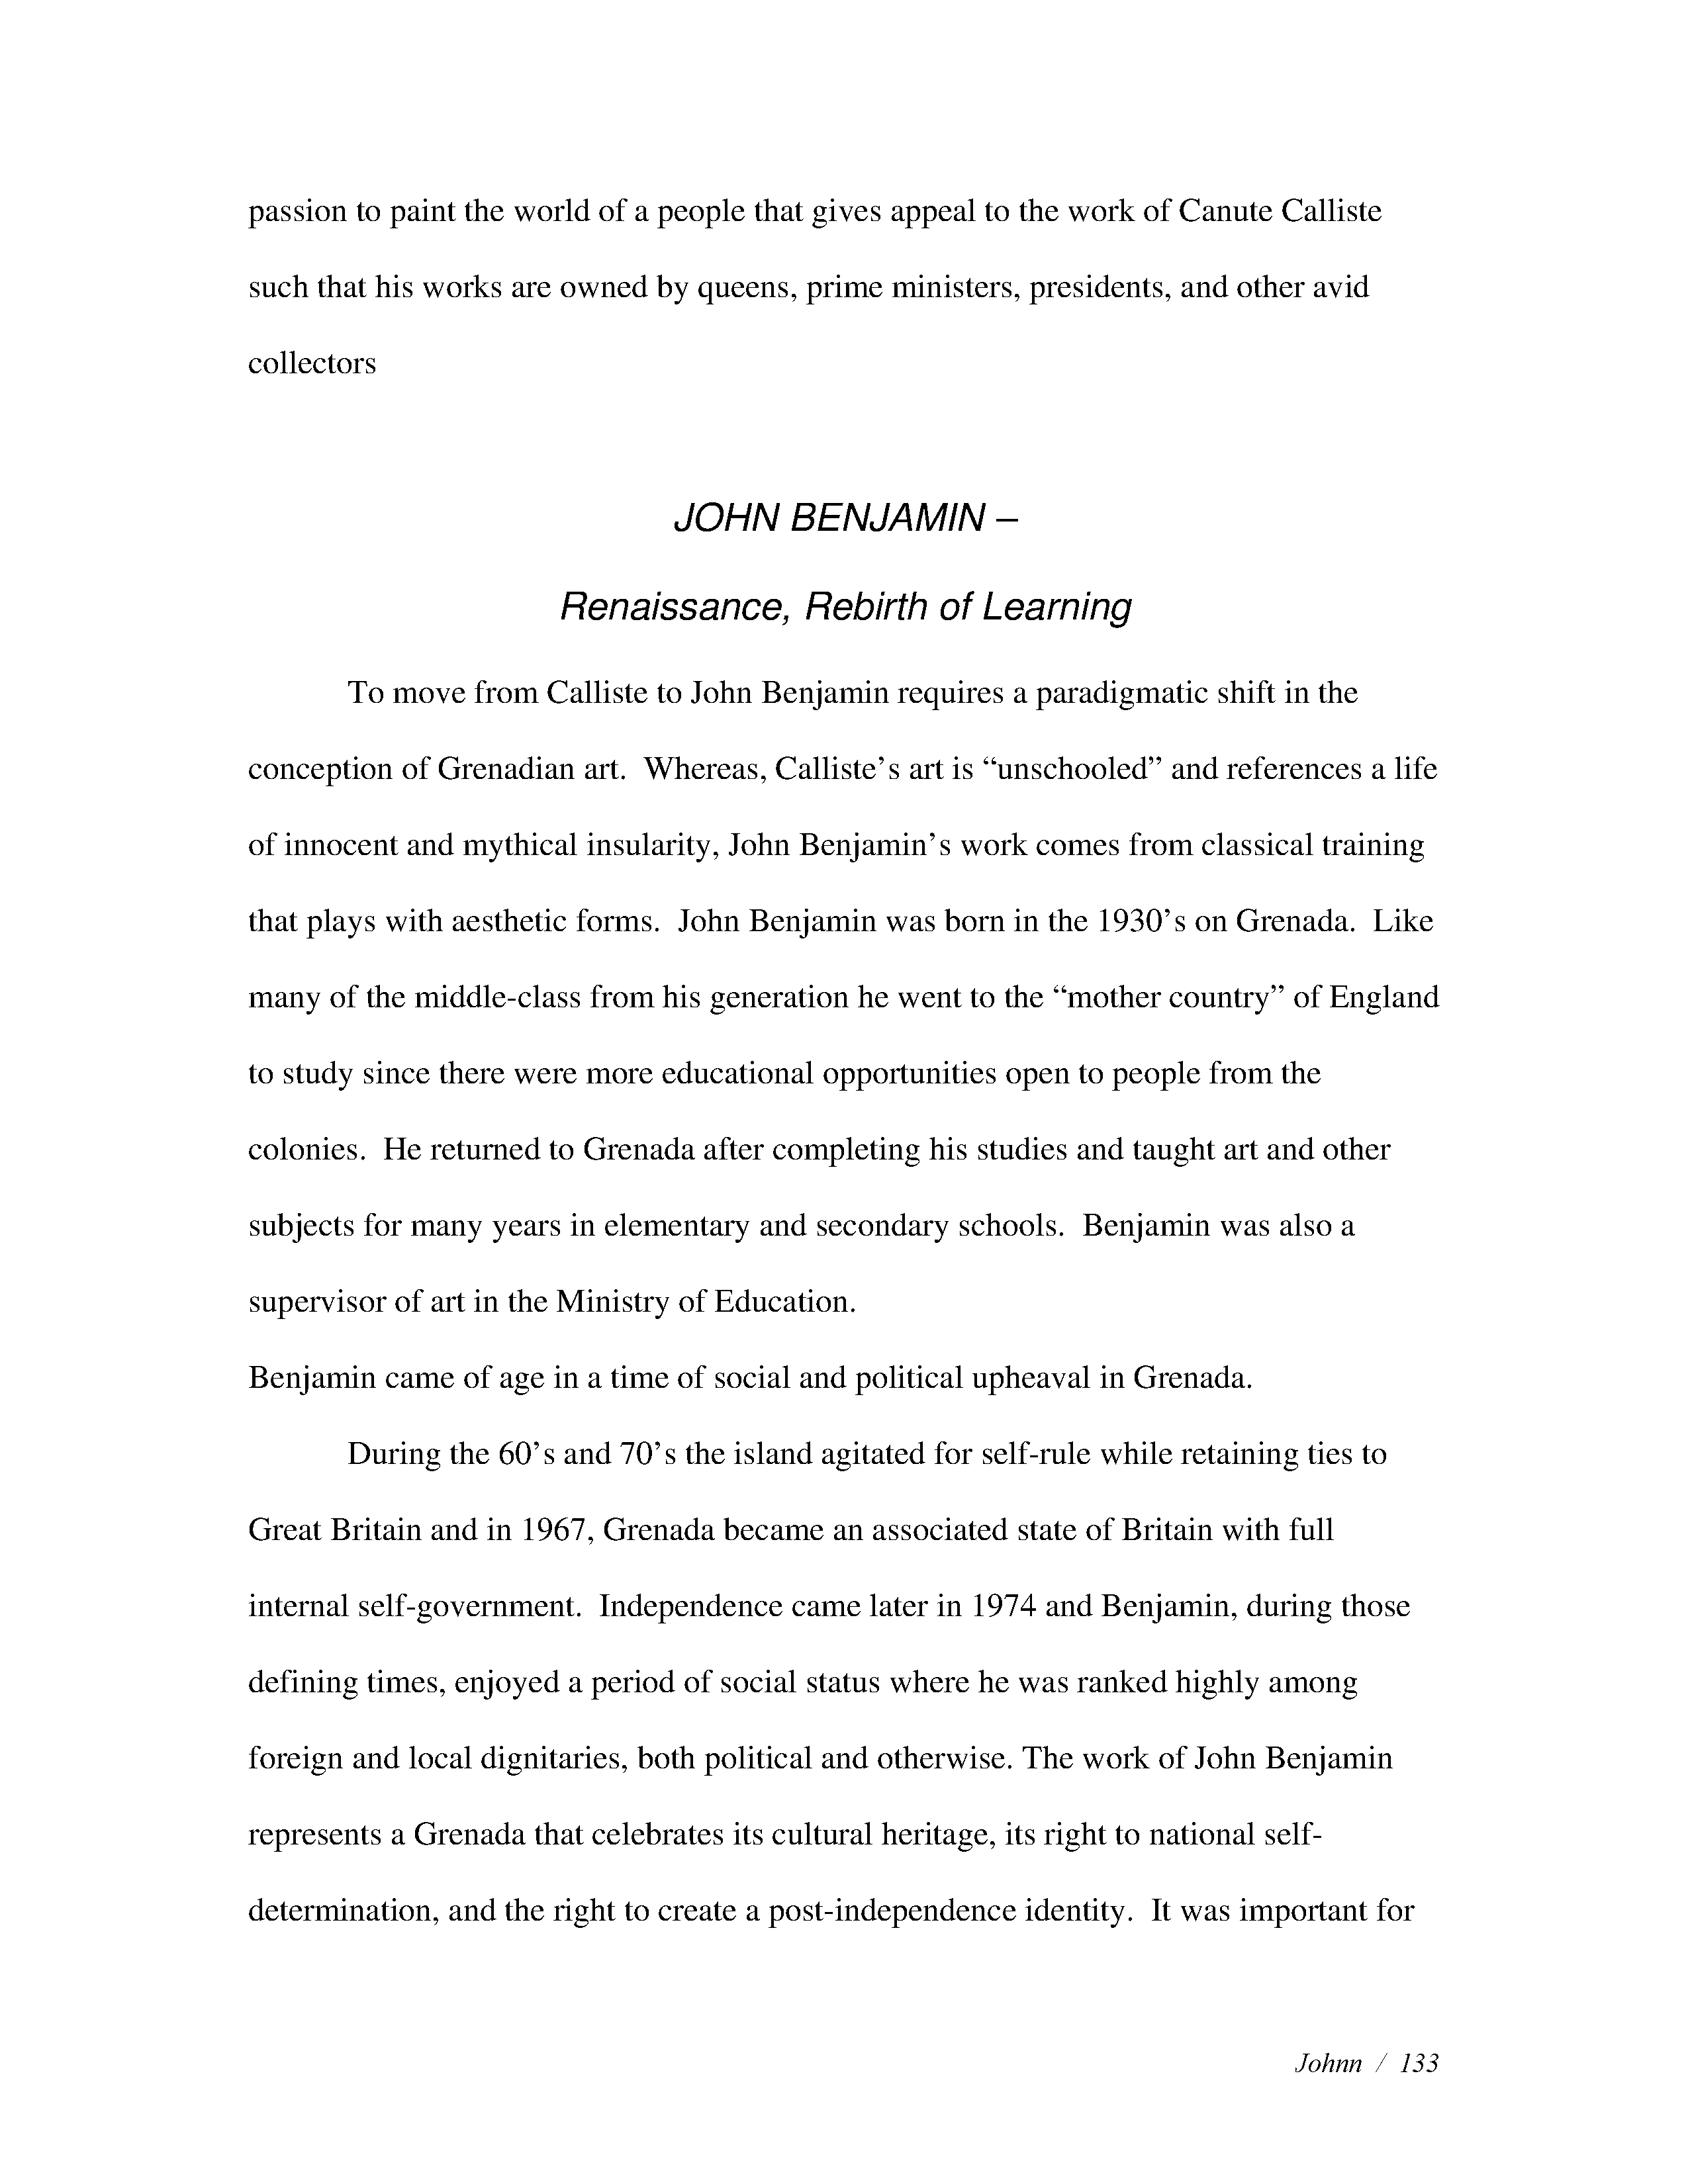 passion to paint the world of a people that gives appeal to the work of Canute Calliste
such that his works are owned by queens, prime ministers, presidents, and other avid
collectors
JOHN BENJAMIN –
Renaissance, Rebirth of Learning
To move from Calliste to John Benjamin requires a paradigmatic shift in the
conception of Grenadian art.  Whereas, Calliste’s art is “unschooled” and references a life
of innocent and mythical insularity, John Benjamin’s work comes from classical training
that plays with aesthetic forms.  John Benjamin was born in the 1930’s on Grenada.  Like
many of the middle-class from his generation he went to the “mother country” of England
to study since there were more educational opportunities open to people from the
colonies.  He returned to Grenada after completing his studies and taught art and other
subjects for many years in elementary and secondary schools.  Benjamin was also a
supervisor of art in the Ministry of Education.
Benjamin came of age in a time of social and political upheaval in Grenada.
During the 60’s and 70’s the island agitated for self-rule while retaining ties to
Great Britain and in 1967, Grenada became an associated state of Britain with full
internal self-government.  Independence came later in 1974 and Benjamin, during those
defining times, enjoyed a period of social status where he was ranked highly among
foreign and local dignitaries, both political and otherwise. The work of John Benjamin
represents a Grenada that celebrates its cultural heritage, its right to national self-
determination, and the right to create a post-independence identity.  It was important for
Johnn / 133